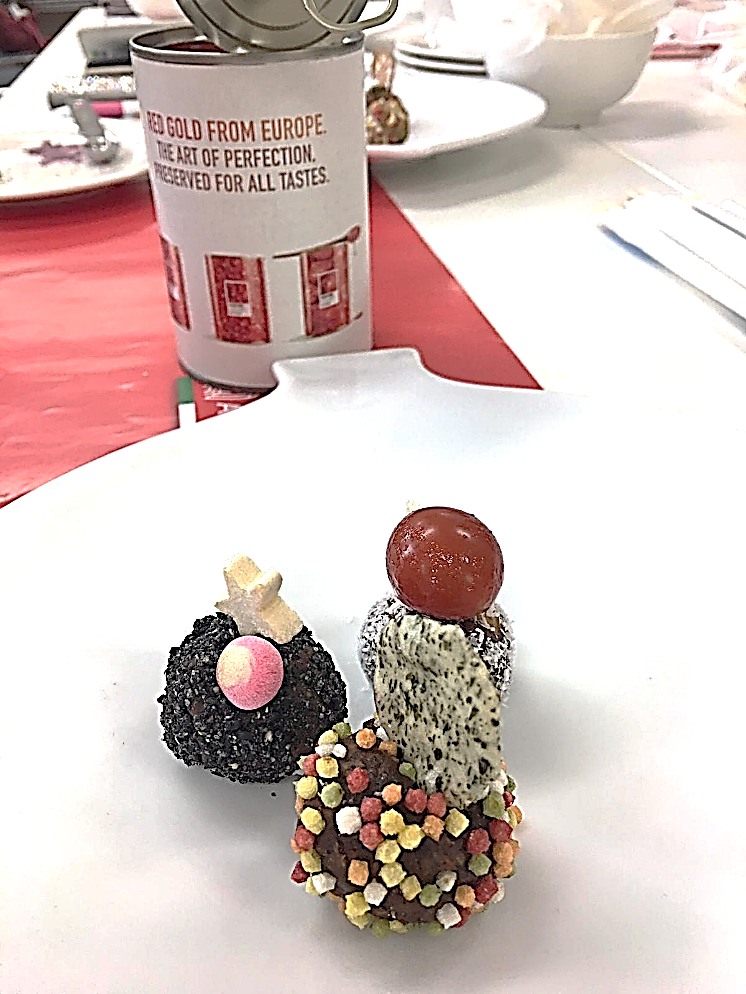 RED GOLD FROM EUROPE.
THE ART OF PERFECTION,
PRESERVED FOR ALL TASTES.